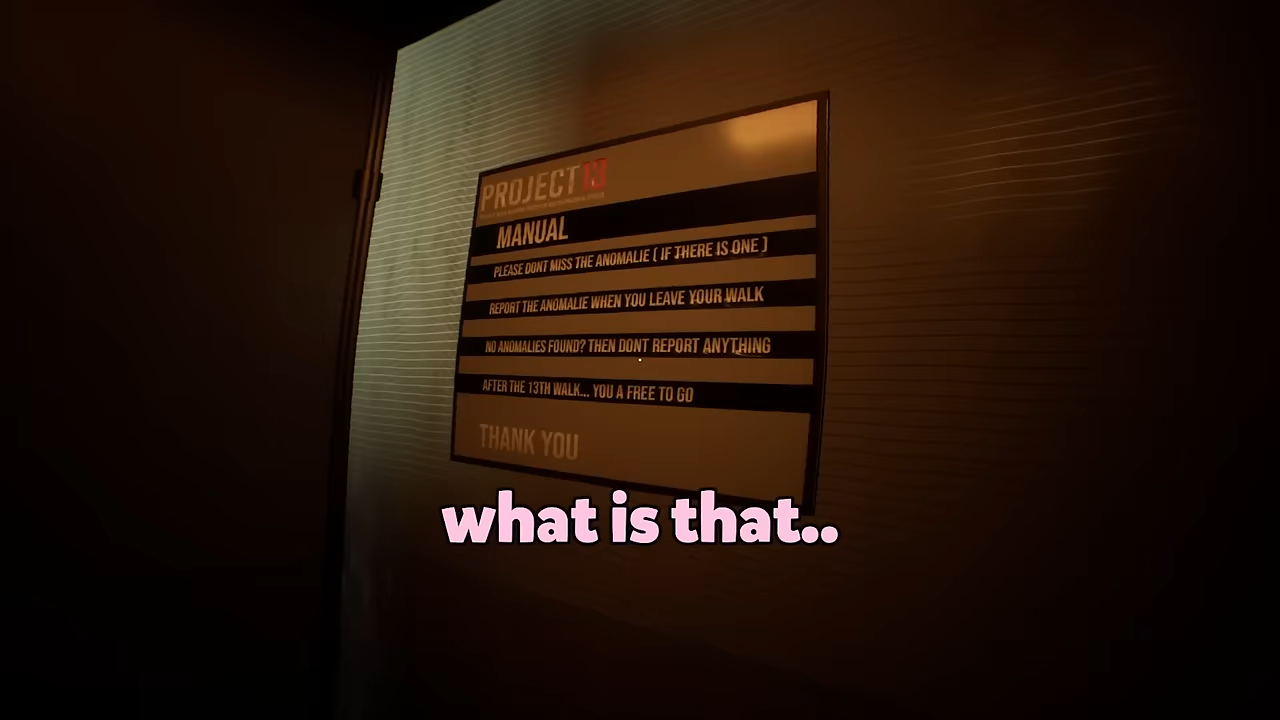 PROJECT 13
MANUAL
PLEASE DONT MISS THE ANOMALIE ( IF THERE IS ONE )
REPORT THE ANOMALIE WHEN YOU LEAVE YOUR WALK
NO ANOMALIES FOUND? THEN DONT REPORT ANYTHING
AFTER THE 13TH WALK... YOU A FREE TO GO
THANK YOU
what is that..